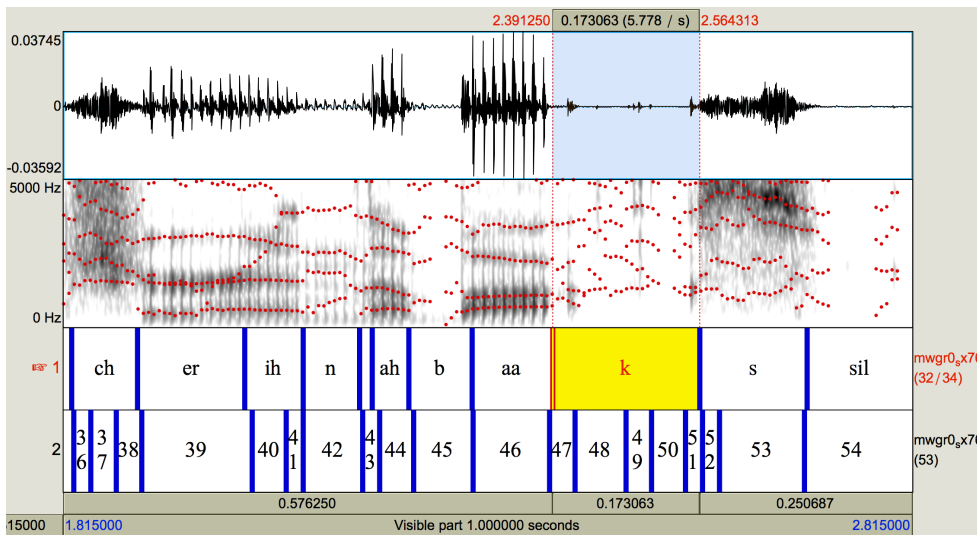 2.391250 0.173063 (5.778 / s) 2.564313
0.03745
0
-0.03592
5000 Hz
0 Hz
☞ 1 ch er ih n ah b aa k s sil mwgr0ₛx70
(32/34)
2 36 37 38 39 40 41 42 43 44 45 46 47 48 49 50 51 52 53 54 mwgr0ₛx70
(53)
0.576250 0.173063 0.250687
15000 1.815000 Visible part 1.000000 seconds 2.815000